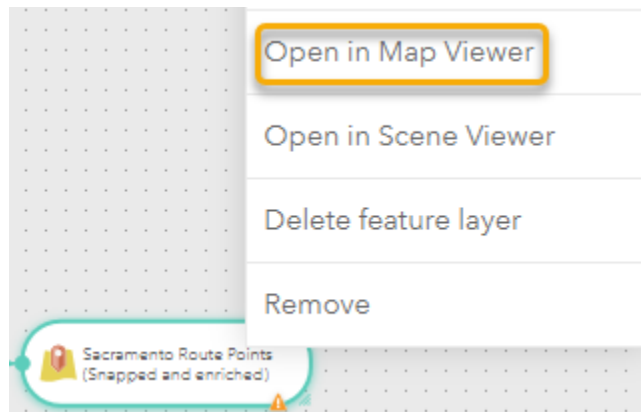 Open in Map Viewer
Open in Scene Viewer
Delete feature layer
Remove
Sacramento Route Points
(Snapped and enriched)